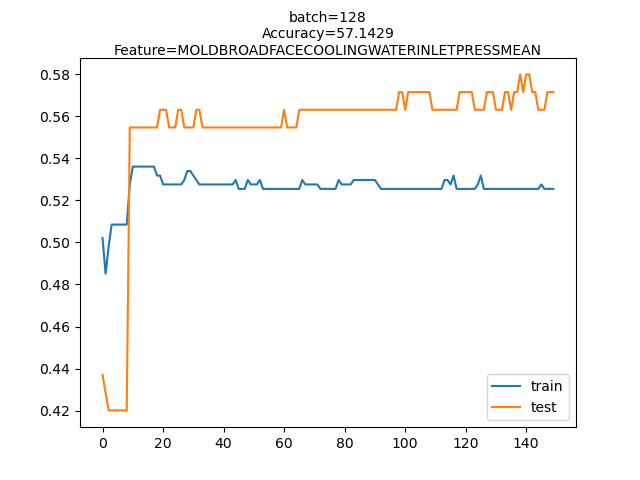 batch=128
Accuracy=57.1429
Feature=MOLDBROADFACECOOLINGWATERINLETPRESSMEAN
0.58
0.56
0.54
0.52
0.50
0.48
0.46
0.44
0.42
0 20 40 60 80 100 120 140
train
test